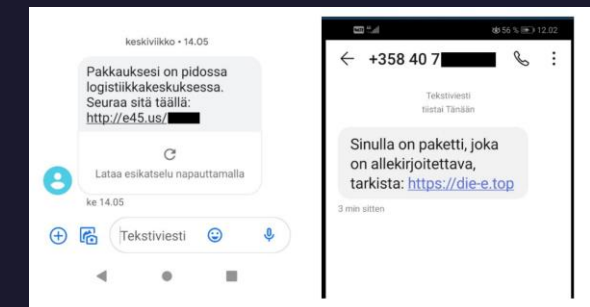 keskiviikko • 14.05
Pakkauksesi on pidossa
logistiikkakeskuksessa.
Seuraa sitä täällä:
http://e45.us/
Lataa esikatselu napauttamalla
ke 14.05
Tekstiviesti
56 % 12.02
+358 40 7
Tekstiviesti
tiistai Tänään
Sinulla on paketti, joka
on allekirjoitettava,
tarkista: https://die-e.top
3 min sitten